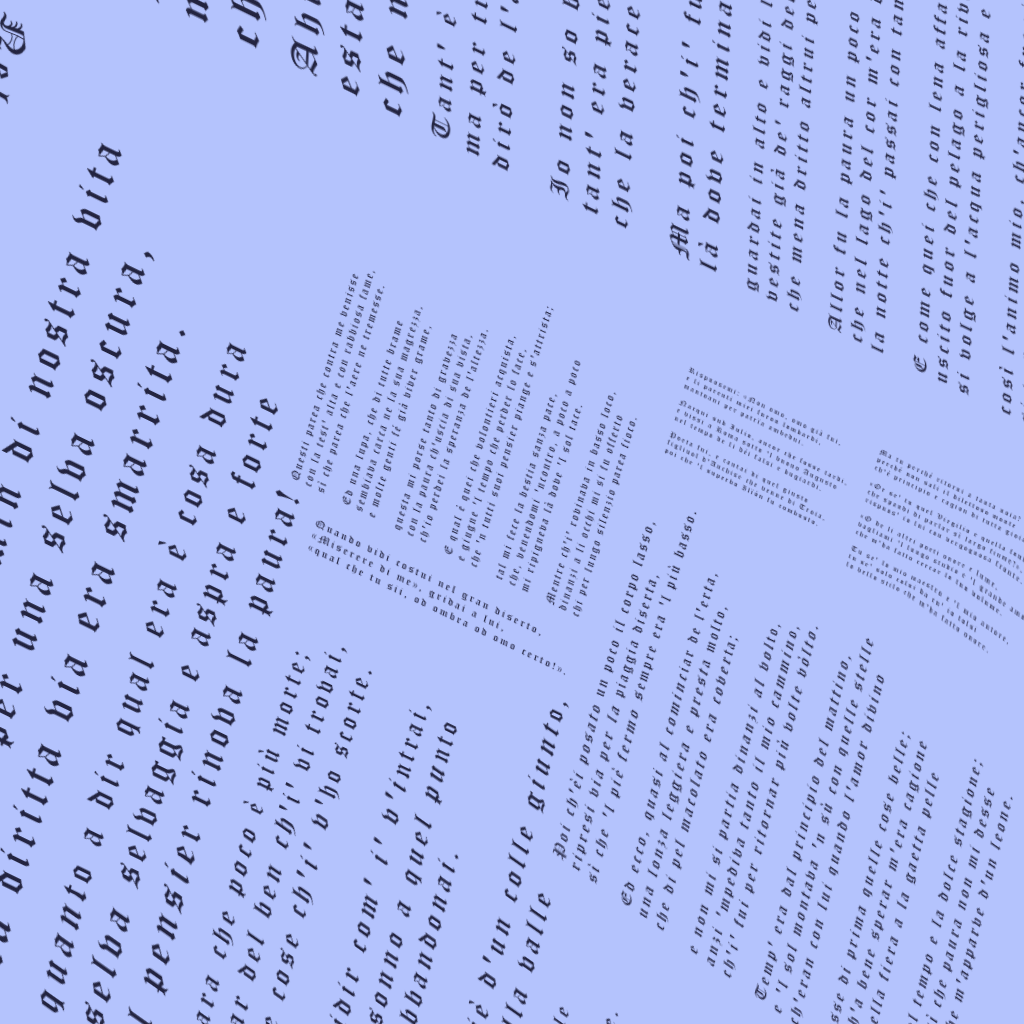 di nostra vita
per una selva oscura,
diritta via era smarrita.
quanto a dir qual era è cosa dura
selva selvaggia e aspra e forte
pensier rinova la paura!
che poco è più morte;
del ben ch'i' vi trovai,
cose ch'i' v'ho scorte.
com' i' v'intrai,
sonno a quel punto
d'un colle giunto,
valle
Ahi
esta
che
Tant' è
ma per
dirò de
Io non so
tant' era
che la verace
Ma poi ch'i'
là dove
guardai in alto e vidi
vestite già de' raggi
che mena dritto altrui
Allor fu la paura un poco
che nel lago del cor m'era
la notte ch'i' passai con
E come quei che con lena
uscito fuor del pelago a la
si volge a l'acqua perigliosa e
così l'animo mio, ch'ancor
Poi ch'èi posato un poco il corpo lasso,
ripresi via per la piaggia diserta,
sì che 'l piè fermo sempre era 'l più basso.
Ed ecco, quasi al cominciar de l'erta,
una lonza leggiera e presta molto,
che di pel macolato era coverta;
e non mi si partia dinanzi al volto,
anzi 'mpediva tanto il mio cammino,
ch'i' fui per ritornar più volte vòlto.
Temp' era dal principio del mattino,
e 'l sol montava 'n sù con quelle stelle
ch'eran con lui quando l'amor divino
di prima quelle cose belle;
bene sperar m'era cagione
fiera a la gaetta pelle
tempo e la dolce stagione;
che paura non mi desse
m'apparve d'un leone.
Questi parea che contra me venisse
con la test' alta e con rabbiosa fame,
sì che parea che l'aere ne tremesse.
Ed una lupa, che di tutte brame
sembiava carca ne la sua magrezza,
e molte genti fé già viver grame,
questa mi porse tanto di gravezza
con la paura ch'uscia di sua vista,
ch'io perdei la speranza de l'altezza.
E qual è quei che volontieri acquista,
e giugne 'l tempo che perder lo face,
che 'n tutti suoi pensier piange e s'attrista;
tal mi fece la bestia sanza pace,
che, venendomi 'ncontro, a poco a poco
mi ripigneva là dove 'l sol tace.
Mentre ch'i' rovinava in basso loco,
dinanzi a li occhi mi si fu offerto
chi per lungo silenzio parea fioco.
Quando vidi costui nel gran diserto,
«Miserere di me», gridai a lui,
«qual che tu sii, od ombra od omo certo!».
Rispuosemi: «Non omo, omo già fui,
e li parenti miei furon lombardi,
mantoani per patrïa ambedui.
Nacqui sub Iulio, ancor che fosse tardi,
e vissi a Roma sotto 'l buono Augusto
nel tempo de li dèi falsi e bugiardi.
Poeta fui, e cantai di quel giusto
figliuol d'Anchise che venne di Troia,
poi che 'l superbo Ilïón fu combusto.
Ma tu perché ritorni a tanta
perché non sali il dilettoso monte
ch'è principio e cagion di tutta
«Or se' tu quel Virgilio e quella
che spandi di parlar sì largo
rispuos' io lui con vergognosa fronte.
«O de li altri poeti onore e lume,
vagliami 'l lungo studio e 'l grande amore
che m'ha fatto cercar lo tuo volume.
Tu se' lo mio maestro e 'l mio autore,
tu se' solo colui da cu' io tolsi
lo bello stilo che m'ha fatto onore.